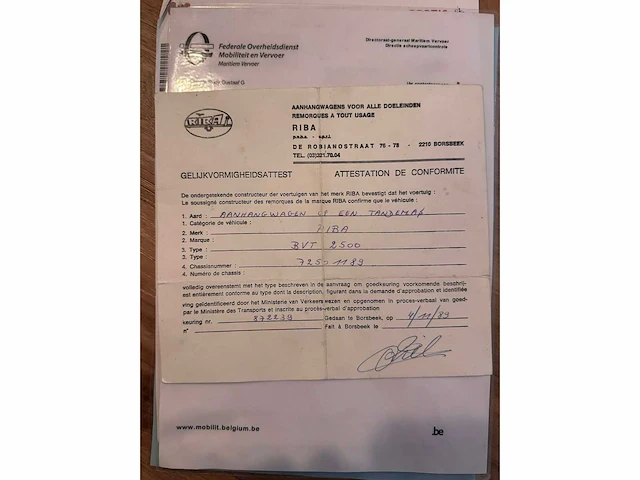 Federale Overheidsdienst
Mobiliteit en Vervoer
Maritiem Vervoer
Directoraat-generaal Maritiem Vervoer
Directie scheepvaartcontrole
Gustaaf G.
RIBA
AANHANGWAGENS VOOR ALLE DOELEINDEN
REMORQUES A TOUT USAGE
RIBA
p.v.b.a. - s.p.r.l.
DE ROBIANOSTRAAT 76 - 78 - 2210 BORSBEEK
TEL. (03)321.78.04
GELIJKVORMIGHEIDSATTEST ATTESTATION DE CONFORMITE
De ondergetekende constructeur der voertuigen van het merk RIBA bevestigt dat het voertuig :
Le soussigné constructeur des remorques de la marque RIBA confirme que le véhicule :
1. Aard : AANHANGWAGEN OP EEN TANDEMAX
1. Catégorie de véhicule :
2. Merk : RIBA
2. Marque :
3. Type : BVT 2500
3. Type :
4. Chassisnummer : 72501189
4. Numéro de chassis :
volledig overeenstemt met het type beschreven in de aanvraag om goedkeuring voorkomende beschrij-
est entièrement conforme au type dont la description, figurant dans la demande d'approbation et identifiée
ving geïdentificeerd door het Ministerie van Verkeerswezen en opgenomen in proces-verbaal van goed-
par le Ministère des Transports et inscrite au procès-verbal d'approbation
keuring nr. 872239 Gedaan te Borsbeek, op 4/11/89
n° Fait à Borsbeek le
www.mobilit.belgium.be
.be